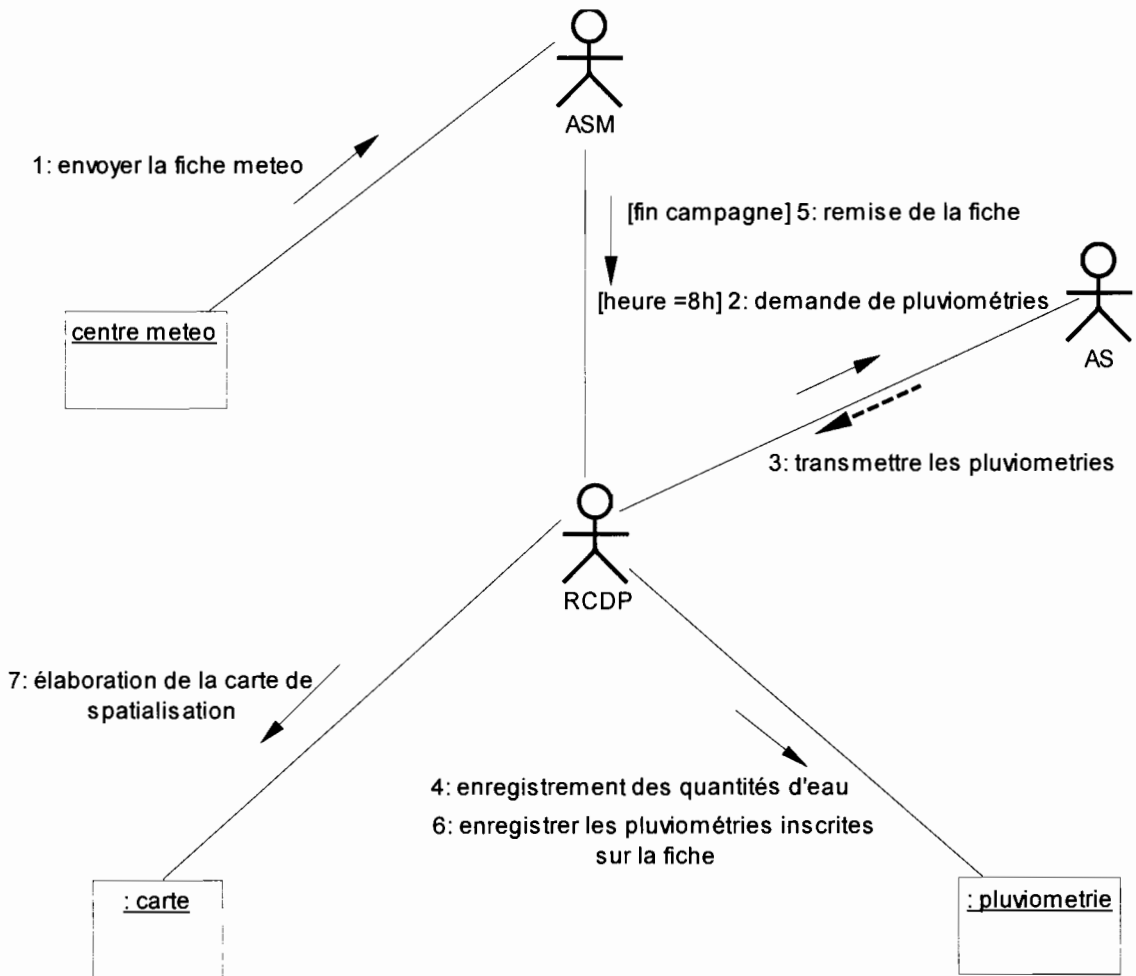 ASM
1: envoyer la fiche meteo
[fin campagne] 5: remise de la fiche
[heure =8h] 2: demande de pluviométries
centre meteo
AS
3: transmettre les pluviometries
RCDP
7: élaboration de la carte de
spatialisation
4: enregistrement des quantités d'eau
6: enregistrer les pluviométries inscrites
sur la fiche
: carte
: pluviometrie